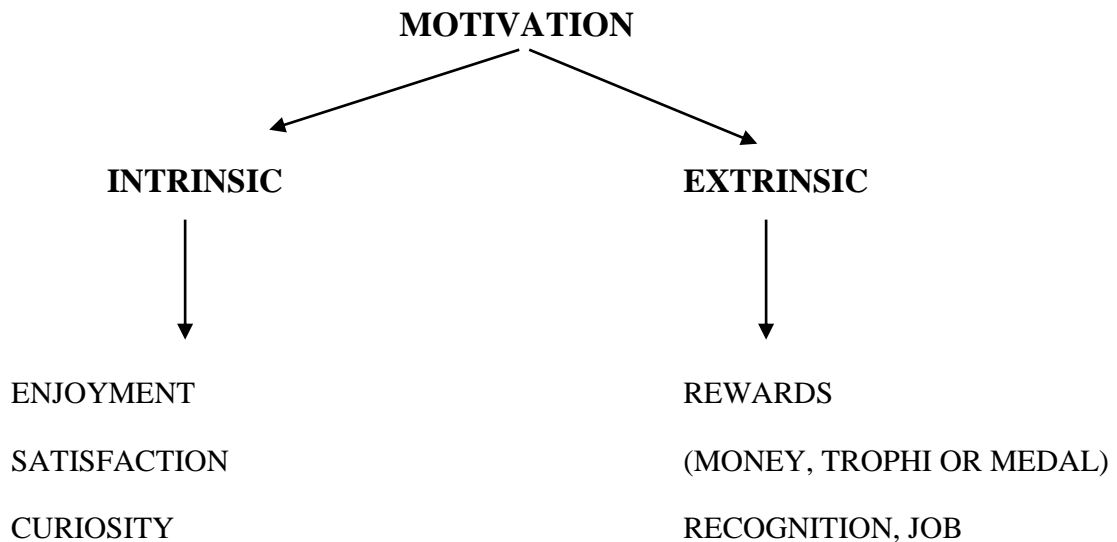 MOTIVATION
INTRINSIC EXTRINSIC
ENJOYMENT REWARDS
SATISFACTION (MONEY, TROPHI OR MEDAL)
CURIOSITY RECOGNITION, JOB